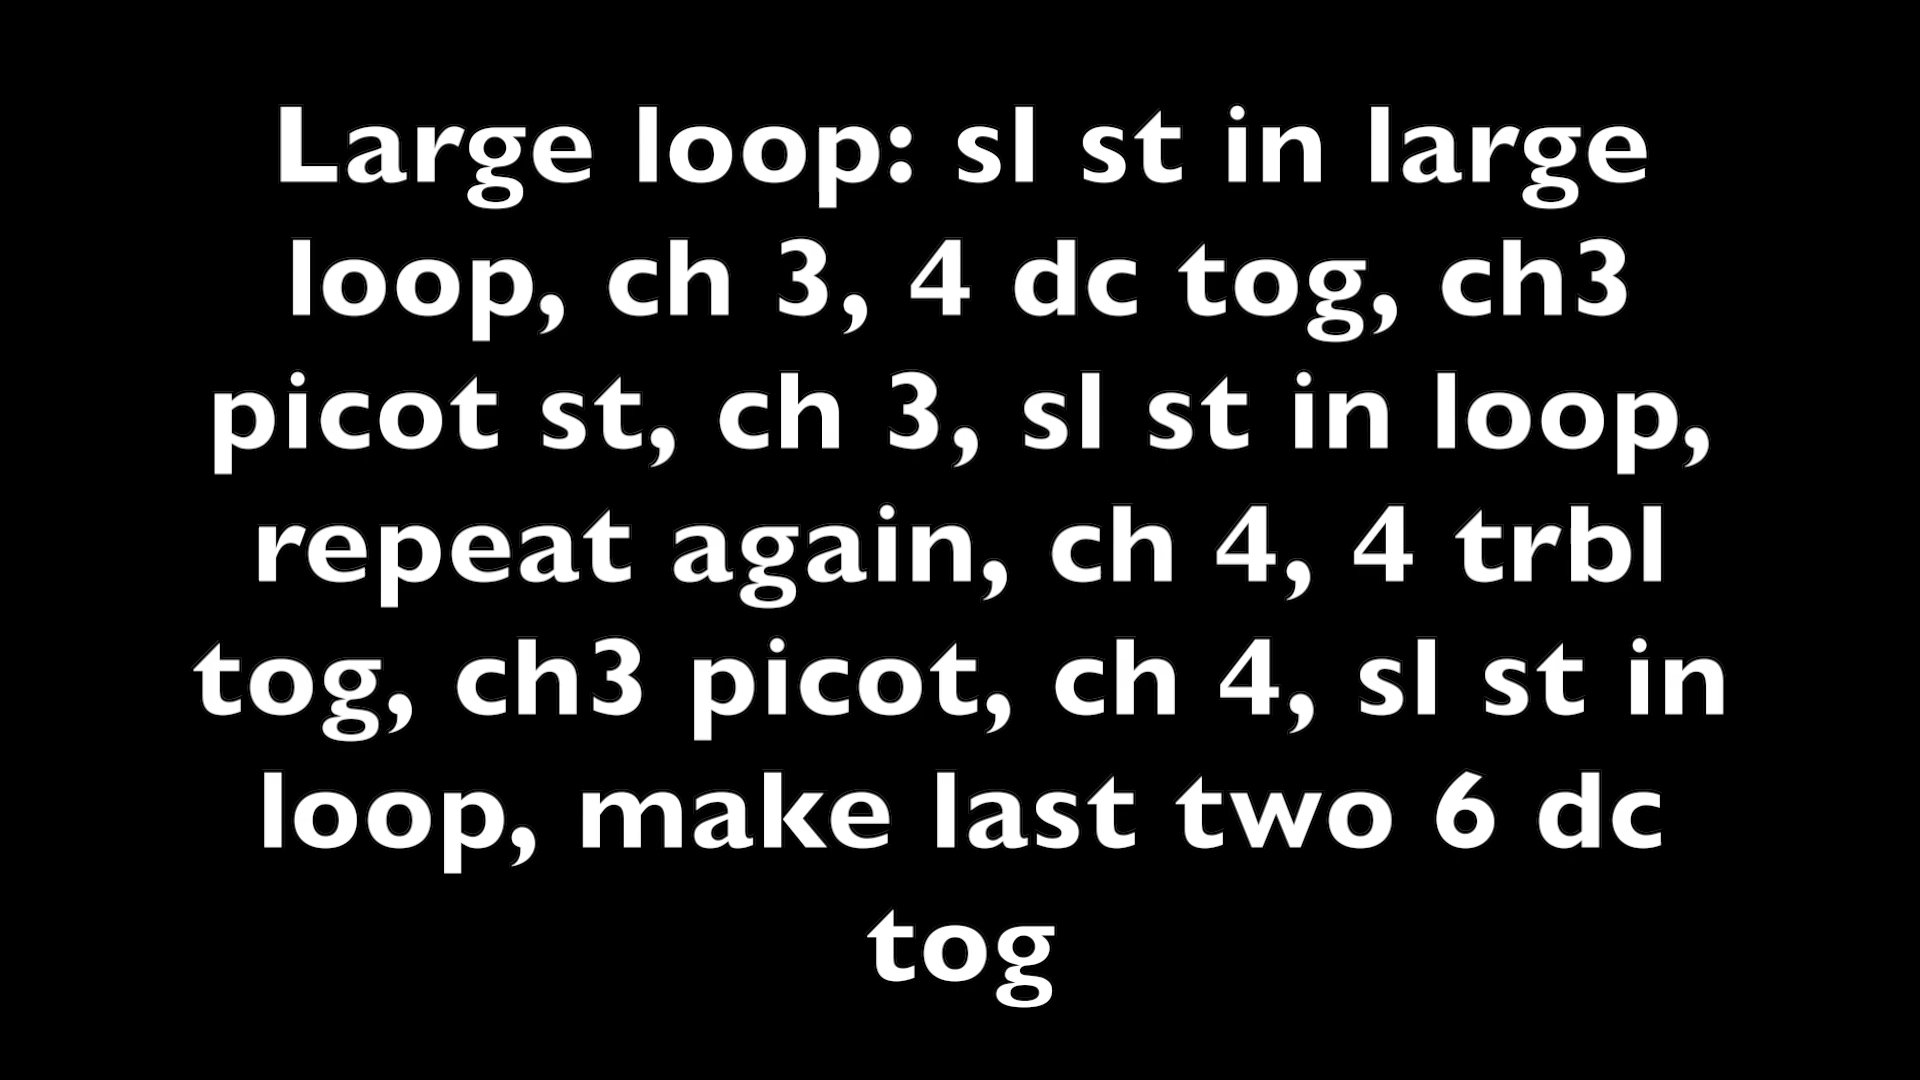 Large loop: sl st in large
loop, ch 3, 4 dc tog, ch3
picot st, ch 3, sl st in loop,
repeat again, ch 4, 4 trbl
tog, ch3 picot, ch 4, sl st in
loop, make last two 6 dc
tog